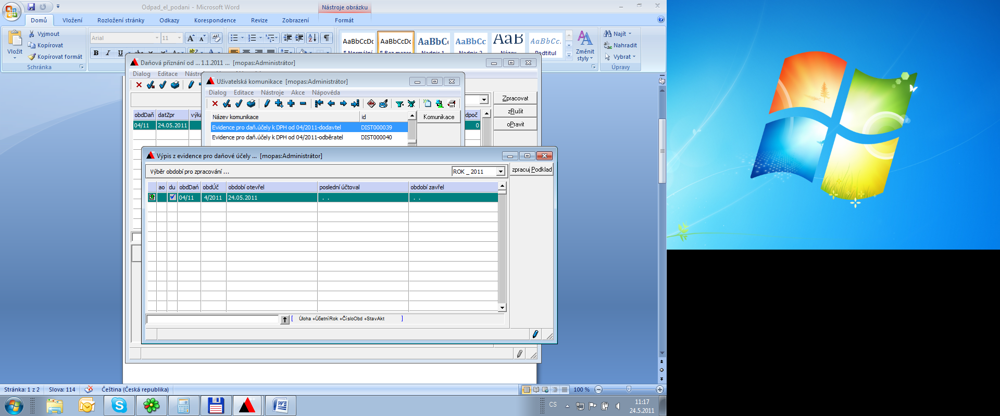 Odpad_el_podani - Microsoft Word
Nástroje obrázku
Domů
Vložení
Rozložení stránky
Odkazy
Korespondence
Revize
Zobrazení
Formát
Vložit
Vyjmout
Kopírovat
Kopírovat formát
Schránka
Arial
11
AaBbCcDc
AaBbCcDc
AaBbC
AaBbCc
AaB
AaBbCc.
¶ Normální
¶ Bez mezer
Nadpis 1
Nadpis 2
Název
Podtitul
Změnit
styly
Najít
Nahradit
Vybrat
Úpravy
Daňová přiznání od ... 1.1.2011 ... [mopas:Administrátor]
Dialog Editace
obdDaň datZpr
04/11 24.05.2011
dpoč
0
Zpracovat
zRušit
oPravit
Uživatelská komunikace [mopas:Administrátor]
Dialog Editace Nástroje Akce Nápověda
Název komunikace id
Komunikace
Evidence pro daň.účely k DPH od 04/2011-dodavtel DIST000039
Evidence pro daň.účely k DPH od 04/2011-odběratel DIST000040
Výpis z evidence pro daňové účely ... [mopas:Administrátor]
Výběr období pro zpracování ...
ROK _ 2011
zpracuj Podklad
ao du obdDaň obdÚč období otevřel poslední účtoval období zavřel
04/11 4/2011 24.05.2011 . . . .
[ Úloha +ÚčetníRok +ČísloObd +StavAkt ]
Stránka: 1 z 2
Slova: 114
Čeština (Česká republika)
100 %
CS
11:17
24.5.2011